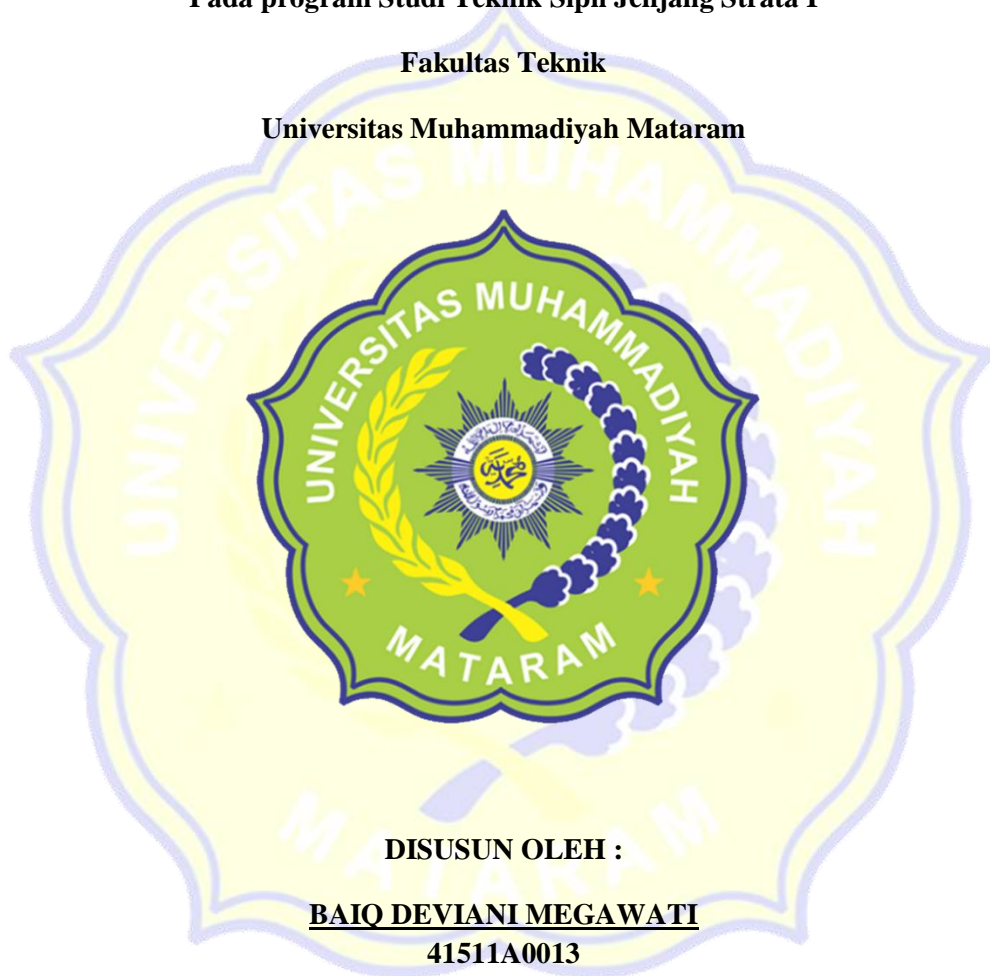 Pada program Studi Teknik Sipil Jenjang Strata I
Fakultas Teknik
Universitas Muhammadiyah Mataram
UNIVERSITAS MUHAMMADIYAH
MATARAM
DISUSUN OLEH :
BAIQ DEVIANI MEGAWATI
41511A0013